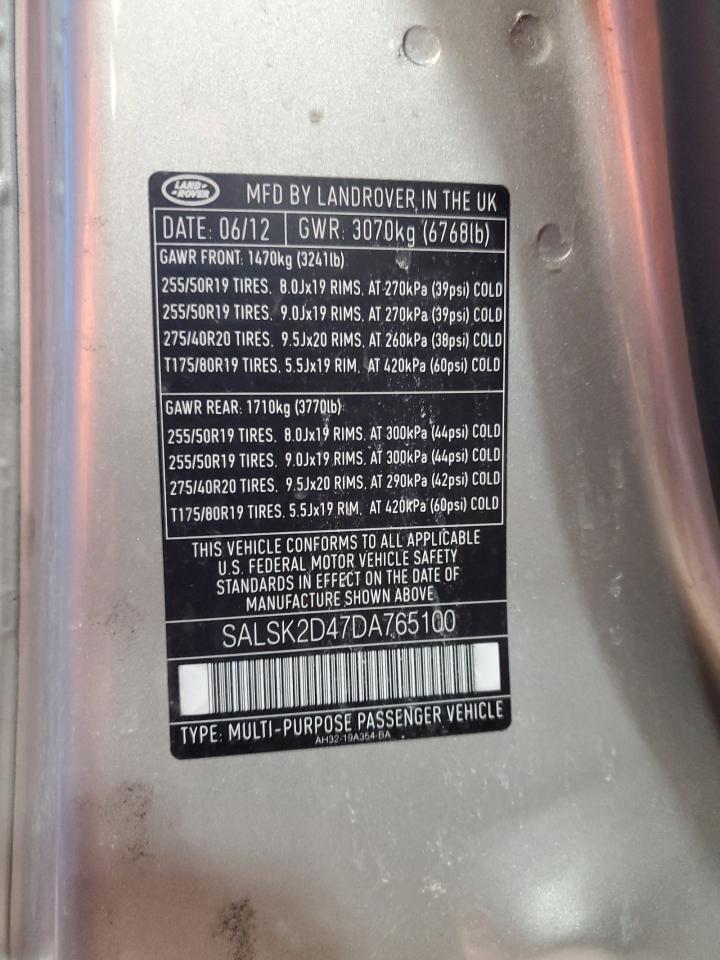 LAND ROVER
MFD BY LANDROVER IN THE UK
DATE: 06/12 GWR: 3070kg (6768lb)
GAWR FRONT: 1470kg (3241lb)
255/50R19 TIRES, 8.0Jx19 RIMS, AT 270kPa (39psi) COLD
255/50R19 TIRES, 9.0Jx19 RIMS, AT 270kPa (39psi) COLD
275/40R20 TIRES, 9.5Jx20 RIMS, AT 260kPa (38psi) COLD
T175/80R19 TIRES, 5.5Jx19 RIM, AT 420kPa (60psi) COLD
GAWR REAR: 1710kg (3770lb)
255/50R19 TIRES, 8.0Jx19 RIMS, AT 300kPa (44psi) COLD
255/50R19 TIRES, 9.0Jx19 RIMS, AT 300kPa (44psi) COLD
275/40R20 TIRES, 9.5Jx20 RIMS, AT 290kPa (42psi) COLD
T175/80R19 TIRES, 5.5Jx19 RIM, AT 420kPa (60psi) COLD
THIS VEHICLE CONFORMS TO ALL APPLICABLE
U.S. FEDERAL MOTOR VEHICLE SAFETY
STANDARDS IN EFFECT ON THE DATE OF
MANUFACTURE SHOWN ABOVE
SALSK2D47DA765100
TYPE: MULTI-PURPOSE PASSENGER VEHICLE
AH32-19A354-BA